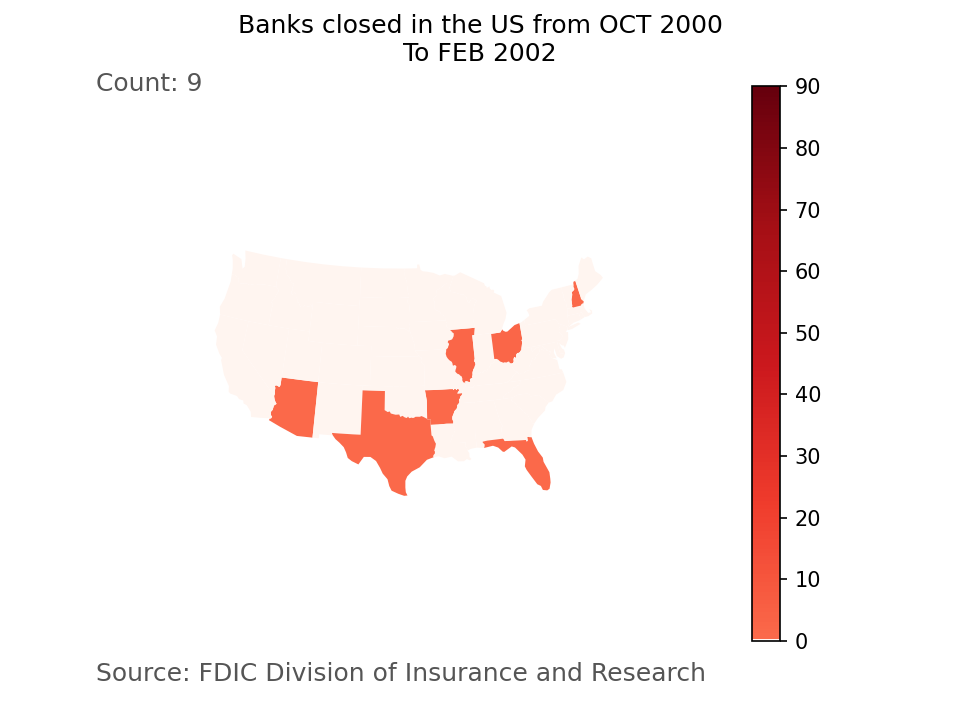 Banks closed in the US from OCT 2000
To FEB 2002
Count: 9
90
80
70
60
50
40
30
20
10
0
Source: FDIC Division of Insurance and Research